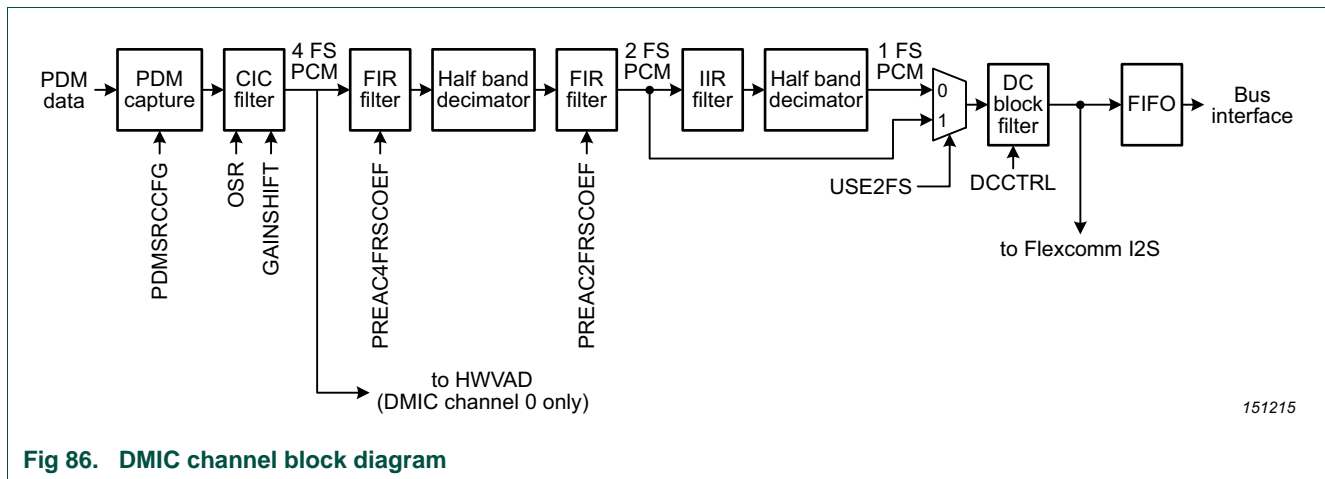 PDM
data
PDM
capture
CIC
filter
4 FS
PCM
FIR
filter
Half band
decimator
FIR
filter
2 FS
PCM
IIR
filter
Half band
decimator
1 FS
PCM
0
1
DC
block
filter
FIFO
Bus
interface
PDMSRCCFG
OSR
GAINSHIFT
PREAC4FRSCOEF
PREAC2FRSCOEF
USE2FS
DCCTRL
to Flexcomm I2S
to HWVAD
(DMIC channel 0 only)
151215
Fig 86. DMIC channel block diagram